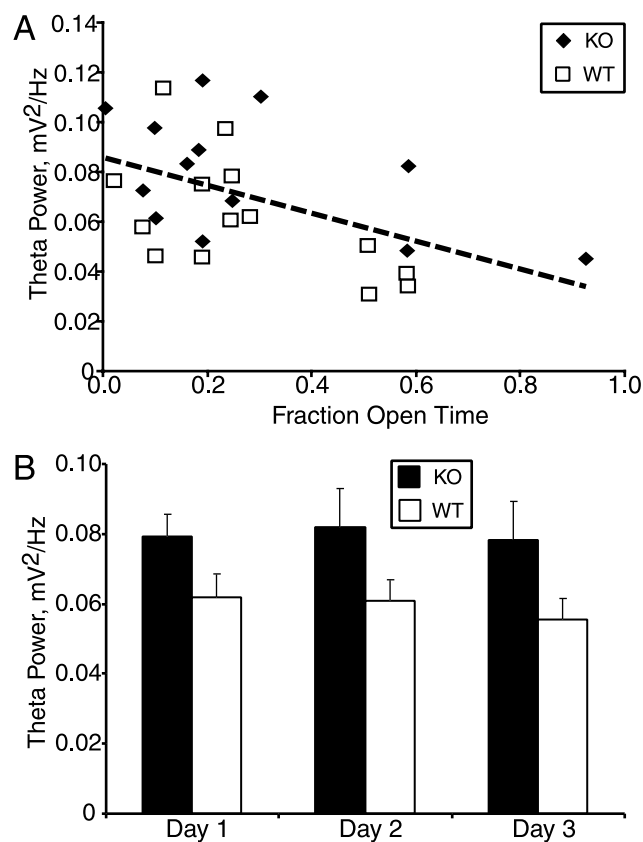 A
KO
WT
Theta Power, mV²/Hz
0.14
0.12
0.10
0.08
0.06
0.04
0.02
0
0.0
0.2
0.4
0.6
0.8
1.0
Fraction Open Time
B
KO
WT
Theta Power, mV²/Hz
0.10
0.08
0.06
0.04
0.02
0
Day 1
Day 2
Day 3